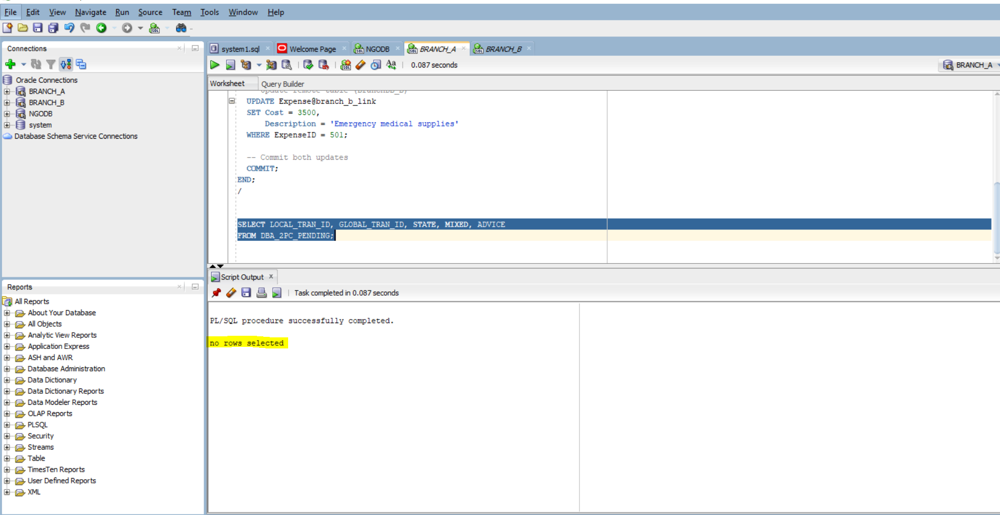 File Edit View Navigate Run Source Team Tools Window Help
Connections
Oracle Connections
BRANCH_A
BRANCH_B
NGODB
system
Database Schema Service Connections
Reports
All Reports
About Your Database
All Objects
Analytic View Reports
Application Express
ASH and AWR
Database Administration
Data Dictionary
Data Dictionary Reports
Data Modeler Reports
OLAP Reports
PLSQL
Security
Streams
Table
TimesTen Reports
User Defined Reports
XML
system1.sql Welcome Page NGODB BRANCH_A BRANCH_B
0.087 seconds BRANCH_A
Worksheet Query Builder
Update remote table (BranchDB_B)
UPDATE Expense@branch_b_link
SET Cost = 3500,
Description = 'Emergency medical supplies'
WHERE ExpenseID = 501;
-- Commit both updates
COMMIT;
END;
/
SELECT LOCAL_TRAN_ID, GLOBAL_TRAN_ID, STATE, MIXED, ADVICE
FROM DBA_2PC_PENDING;
Script Output x
Task completed in 0.087 seconds
PL/SQL procedure successfully completed.
no rows selected